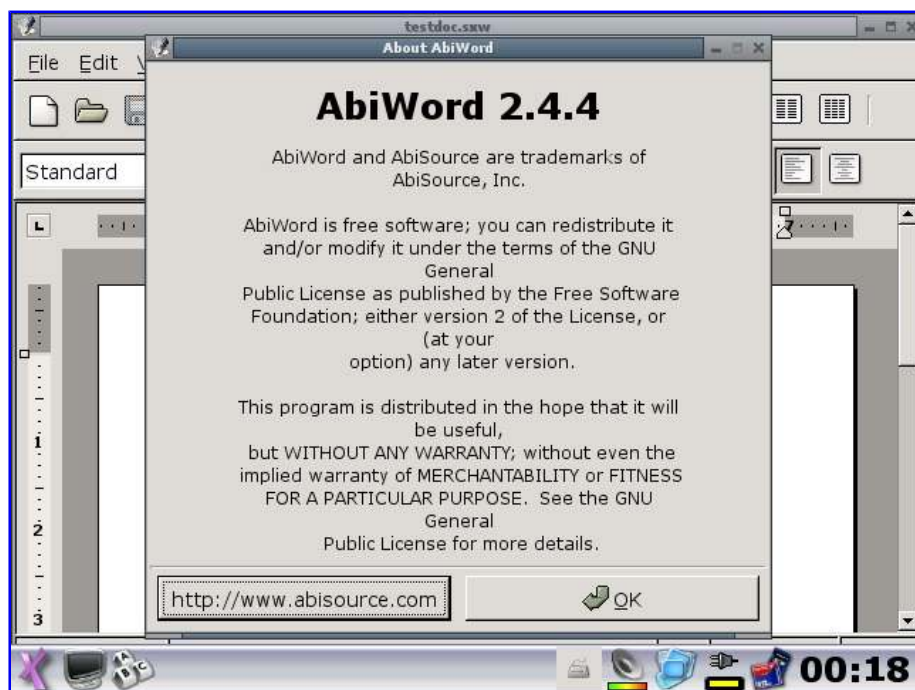 testdoc.sxw
About AbiWord
File Edit
AbiWord 2.4.4
AbiWord and AbiSource are trademarks of
AbiSource, Inc.
Standard
AbiWord is free software; you can redistribute it
and/or modify it under the terms of the GNU
General
Public License as published by the Free Software
Foundation; either version 2 of the License, or
(at your
option) any later version.
This program is distributed in the hope that it will
be useful,
but WITHOUT ANY WARRANTY; without even the
implied warranty of MERCHANTABILITY or FITNESS
FOR A PARTICULAR PURPOSE.  See the GNU
General
Public License for more details.
http://www.abisource.com
OK
7
1
2
3
A
B C
00:18